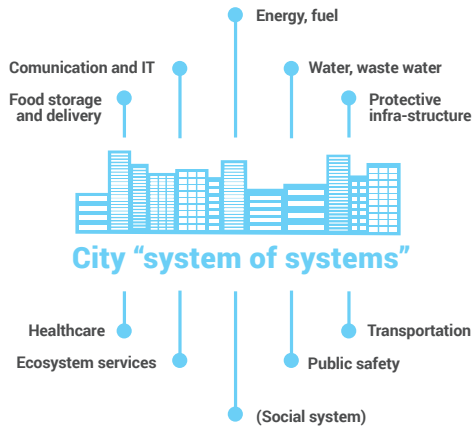 Energy, fuel
Comunication and IT
Water, waste water
Food storage
and delivery
Protective
infra-structure
City “system of systems”
Healthcare
Transportation
Ecosystem services
Public safety
(Social system)